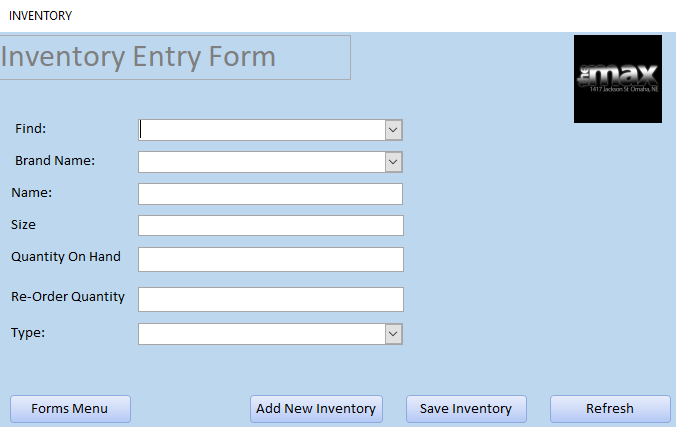 INVENTORY
Inventory Entry Form
the max
1417 Jackson St. Omaha, NE
Find:
Brand Name:
Name:
Size
Quantity On Hand
Re-Order Quantity
Type:
Forms Menu
Add New Inventory
Save Inventory
Refresh